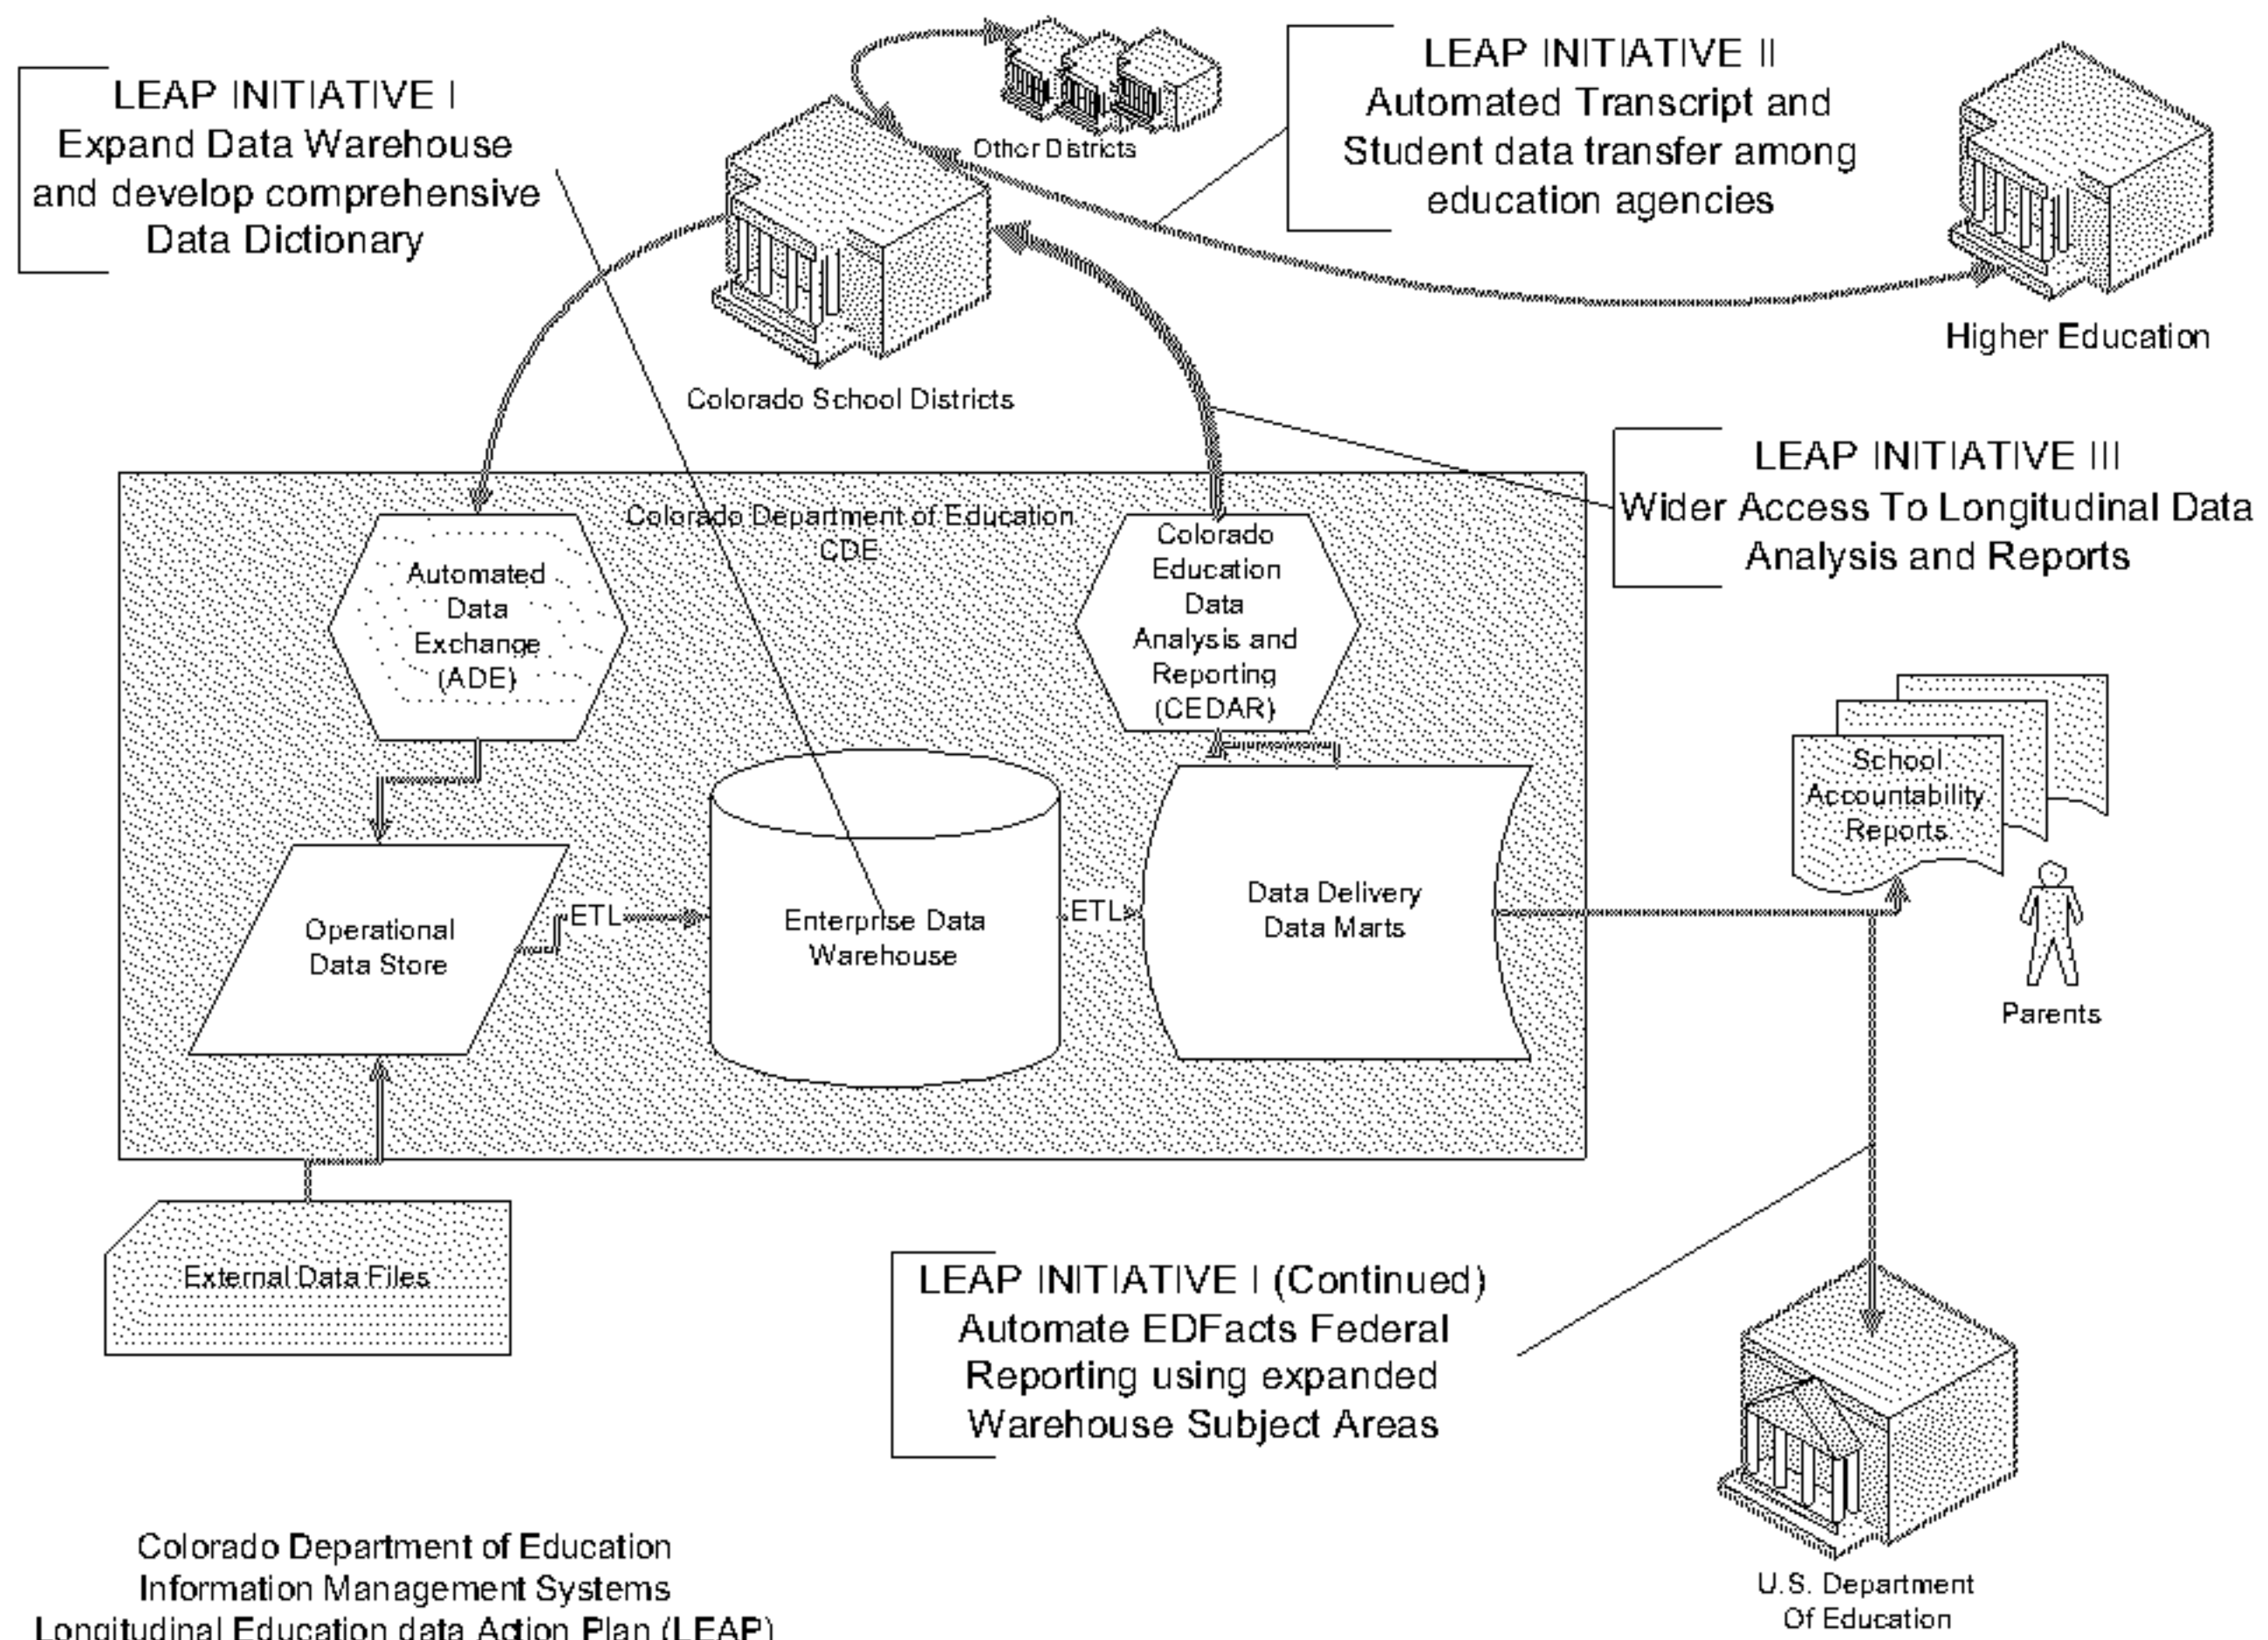 LEAP INITIATIVE I
Expand Data Warehouse
and develop comprehensive
Data Dictionary
Other Districts
LEAP INITIATIVE II
Automated Transcript and
Student data transfer among
education agencies
Higher Education
Colorado School Districts
LEAP INITIATIVE III
Wider Access To Longitudinal Data
Analysis and Reports
Colorado Department of Education
CDE
Automated
Data
Exchange
(ADE)
Colorado
Education
Data
Analysis and
Reporting
(CEDAR)
School
Accountability
Reports
Parents
Operational
Data Store
ETL
Enterprise Data
Warehouse
ETL
Data Delivery
Data Marts
External Data Files
LEAP INITIATIVE I (Continued)
Automate EDFacts Federal
Reporting using expanded
Warehouse Subject Areas
U.S. Department
Of Education
Colorado Department of Education
Information Management Systems
Longitudinal Education data Action Plan (LEAP)